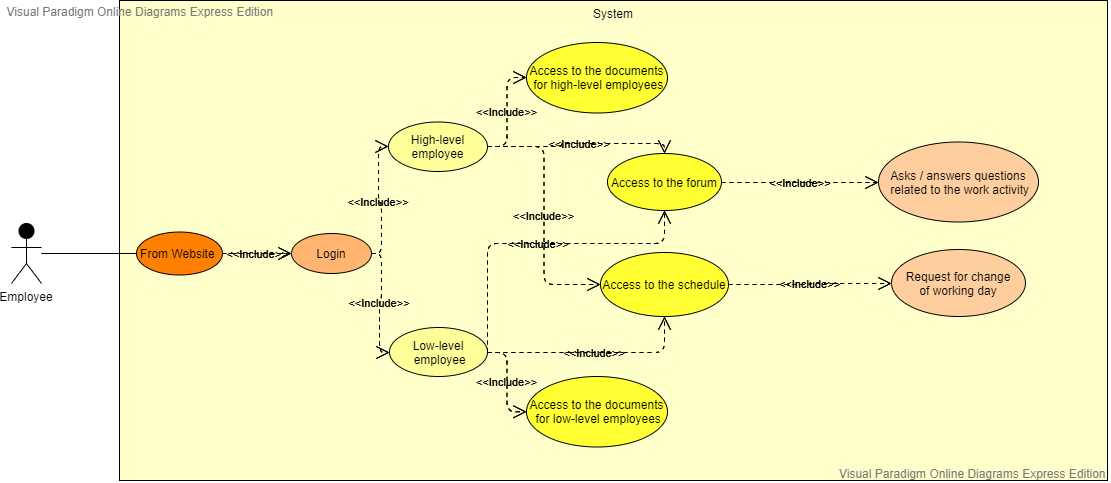 Visual Paradigm Online Diagrams Express Edition
System
Access to the documents
for high-level employees
<<Include>>
High-level
employee
<<Include>>
Access to the forum
<<Include>>
Asks / answers questions
related to the work activity
<<Include>>
<<Include>>
<<Include>>
Employee
From Website
<<Include>>
Login
Access to the schedule
<<Include>>
Request for change
of working day
<<Include>>
Low-level
employee
<<Include>>
<<Include>>
Access to the documents
for low-level employees
Visual Paradigm Online Diagrams Express Edition